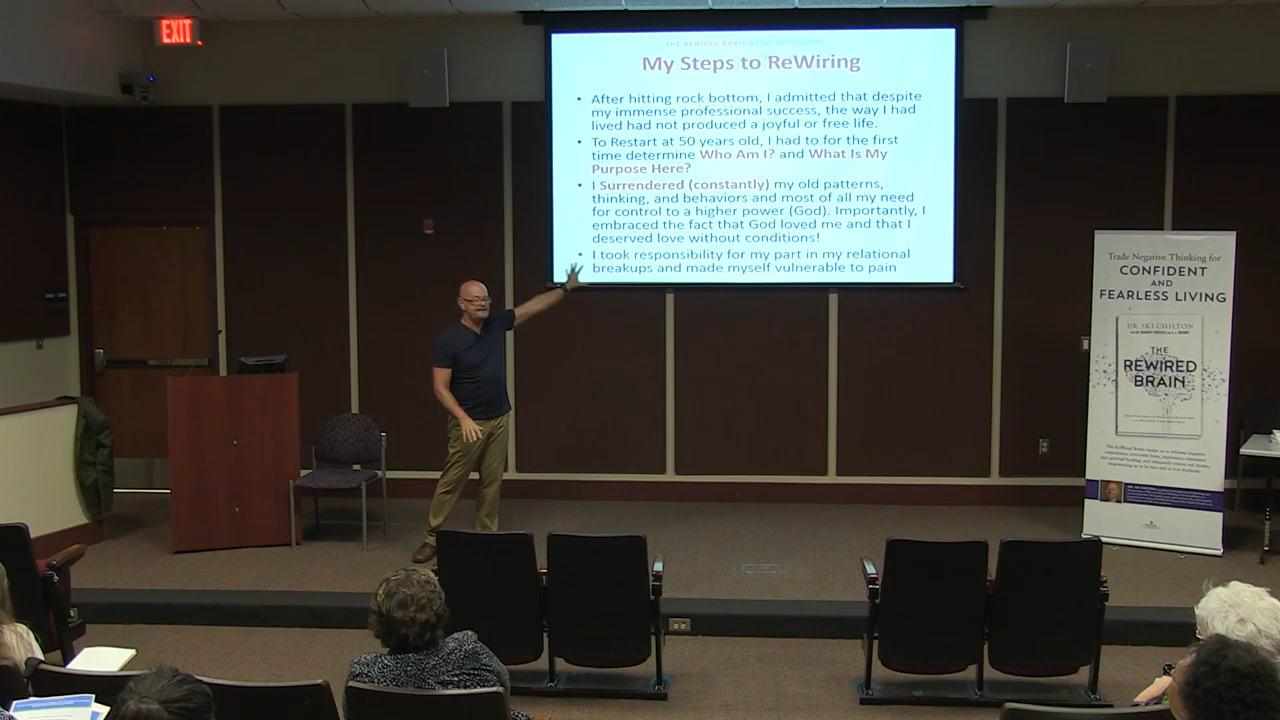 EXIT
THE REWIRED BRAIN
My Steps to ReWiring
• After hitting rock bottom, I admitted that despite
my immense professional success, the way I had
lived had not produced a joyful or free life.
• To Restart at 50 years old, I had to for the first
time determine Who Am I? and What Is My
Purpose Here?
• I Surrendered (constantly) my old patterns,
thinking, and behaviors and most of all my need
for control to a higher power (God). Importantly, I
embraced the fact that God loved me and that I
deserved love without conditions!
• I took responsibility for my part in my relational
breakups and made myself vulnerable to pain
Trade Negative Thinking for
CONFIDENT
AND
FEARLESS LIVING
DR. SKI CHILTON
THE
REWIRED
BRAIN